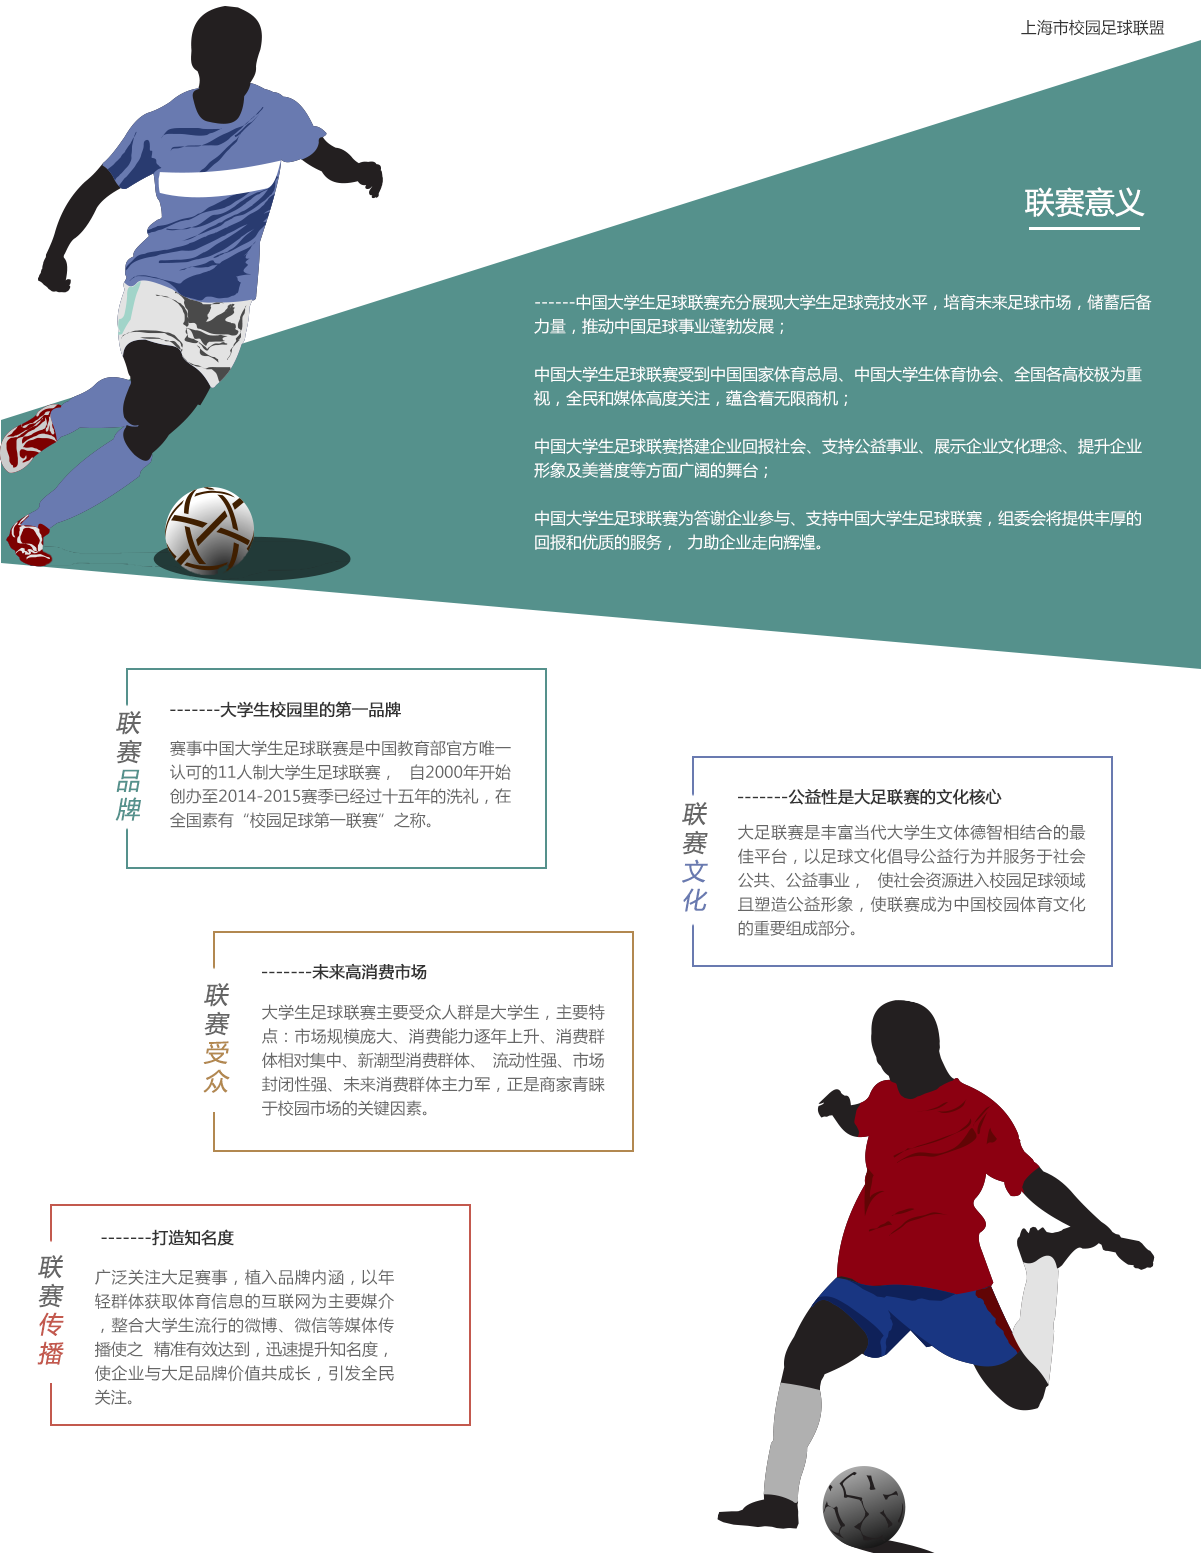 上海市校园足球联盟
联赛意义
------中国大学生足球联赛充分展现大学生足球竞技水平，培育未来足球市场，储蓄后备
力量，推动中国足球事业蓬勃发展；
中国大学生足球联赛受到中国国家体育总局、中国大学生体育协会、全国各高校极为重
视，全民和媒体高度关注，蕴含着无限商机；
中国大学生足球联赛搭建企业回报社会、支持公益事业、展示企业文化理念、提升企业
形象及美誉度等方面广阔的舞台；
中国大学生足球联赛为答谢企业参与、支持中国大学生足球联赛，组委会将提供丰厚的
回报和优质的服务， 力助企业走向辉煌。
联赛品牌
-------大学生校园里的第一品牌
赛事中国大学生足球联赛是中国教育部官方唯一
认可的11人制大学生足球联赛， 自2000年开始
创办至2014-2015赛季已经过十五年的洗礼，在
全国素有“校园足球第一联赛”之称。
联赛文化
-------公益性是大足联赛的文化核心
大足联赛是丰富当代大学生文体德智相结合的最
佳平台，以足球文化倡导公益行为并服务于社会
公共、公益事业， 使社会资源进入校园足球领域
且塑造公益形象，使联赛成为中国校园体育文化
的重要组成部分。
联赛受众
-------未来高消费市场
大学生足球联赛主要受众人群是大学生，主要特
点：市场规模庞大、消费能力逐年上升、消费群
体相对集中、新潮型消费群体、 流动性强、市场
封闭性强、未来消费群体主力军，正是商家青睐
于校园市场的关键因素。
联赛传播
-------打造知名度
广泛关注大足赛事，植入品牌内涵，以年
轻群体获取体育信息的互联网为主要媒介
，整合大学生流行的微博、微信等媒体传
播使之 精准有效达到，迅速提升知名度，
使企业与大足品牌价值共成长，引发全民
关注。